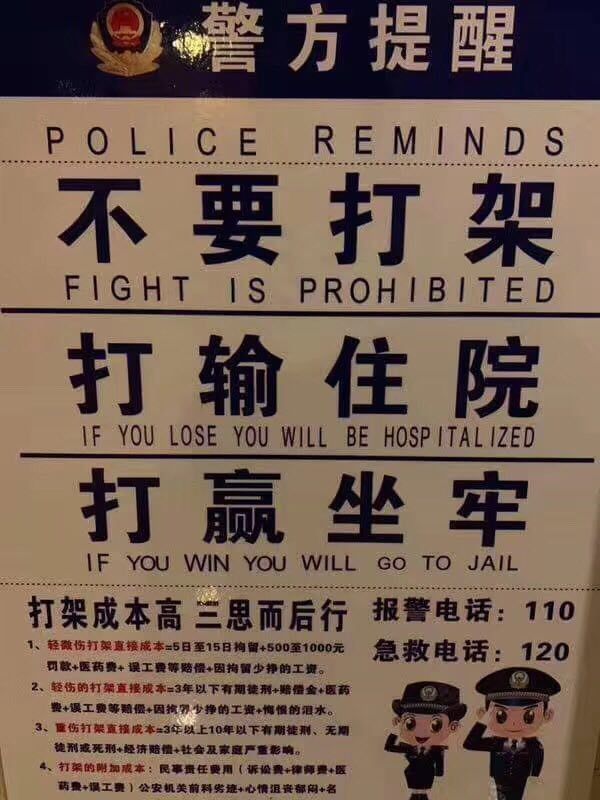 警方提醒
POLICE REMINDS
不要打架
FIGHT IS PROHIBITED
打输住院
IF YOU LOSE YOU WILL BE HOSPITALIZED
打赢坐牢
IF YOU WIN YOU WILL GO TO JAIL
打架成本高 三思而后行
1、轻微伤打架直接成本=5日至15日拘留+500至1000元
罚款+医药费+误工费等赔偿+因拘留少挣的工资。
2、轻伤的打架直接成本=3年以下有期徒刑+赔偿金+医药
费+误工费等赔偿+因拘留少挣的工资+悔恨的泪水。
3、重伤打架直接成本=3年以上10年以下有期徒刑、无期
徒刑或死刑+经济赔偿+社会及家庭严重影响。
4、打架的附加成本：民事责任费用（诉讼费+律师费+医
药费+误工费）公安机关前科劣迹+心情沮丧郁闷+名
报警电话：110
急救电话：120